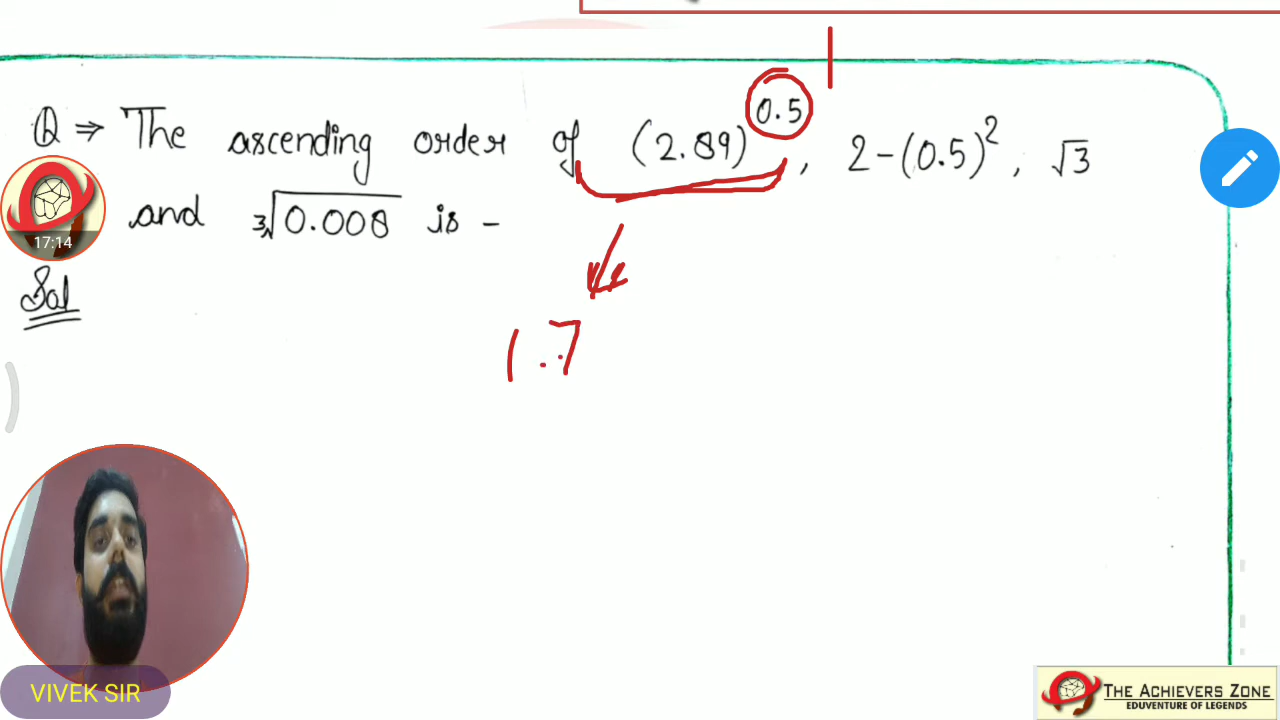 Q ⇒ The ascending order of (2.89)^0.5, 2-(0.5)^2, √3
and ∛0.008 is -
17:14
Sol
1.7
VIVEK SIR
THE ACHIEVERS ZONE
EDUVENTURE OF LEGENDS